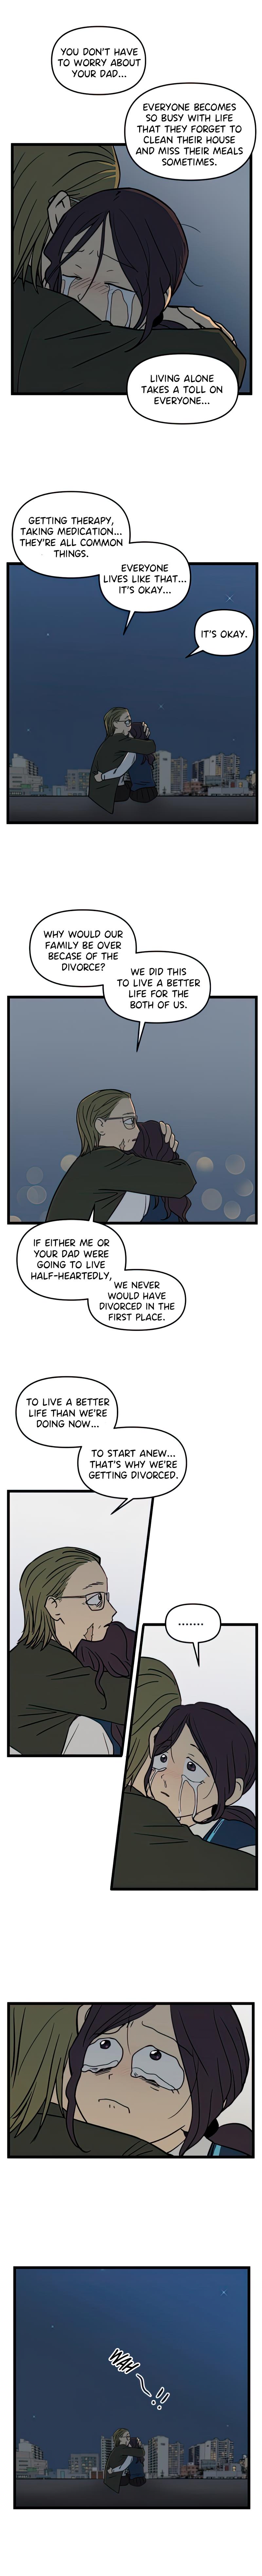 YOU DON'T HAVE
TO WORRY ABOUT
YOUR DAD...
EVERYONE BECOMES
SO BUSY WITH LIFE
THAT THEY FORGET TO
CLEAN THEIR HOUSE
AND MISS THEIR MEALS
SOMETIMES.
LIVING ALONE
TAKES A TOLL ON
EVERYONE...
GETTING THERAPY,
TAKING MEDICATION...
THEY'RE ALL COMMON
THINGS.
EVERYONE
LIVES LIKE THAT...
IT'S OKAY...
IT'S OKAY.
WHY WOULD OUR
FAMILY BE OVER
BECASE OF THE
DIVORCE?
WE DID THIS
TO LIVE A BETTER
LIFE FOR THE
BOTH OF US.
IF EITHER ME OR
YOUR DAD WERE
GOING TO LIVE
HALF-HEARTEDLY,
WE NEVER
WOULD HAVE
DIVORCED IN THE
FIRST PLACE.
TO LIVE A BETTER
LIFE THAN WE'RE
DOING NOW...
TO START ANEW...
THAT'S WHY WE'RE
GETTING DIVORCED.
.......
WAH~!!